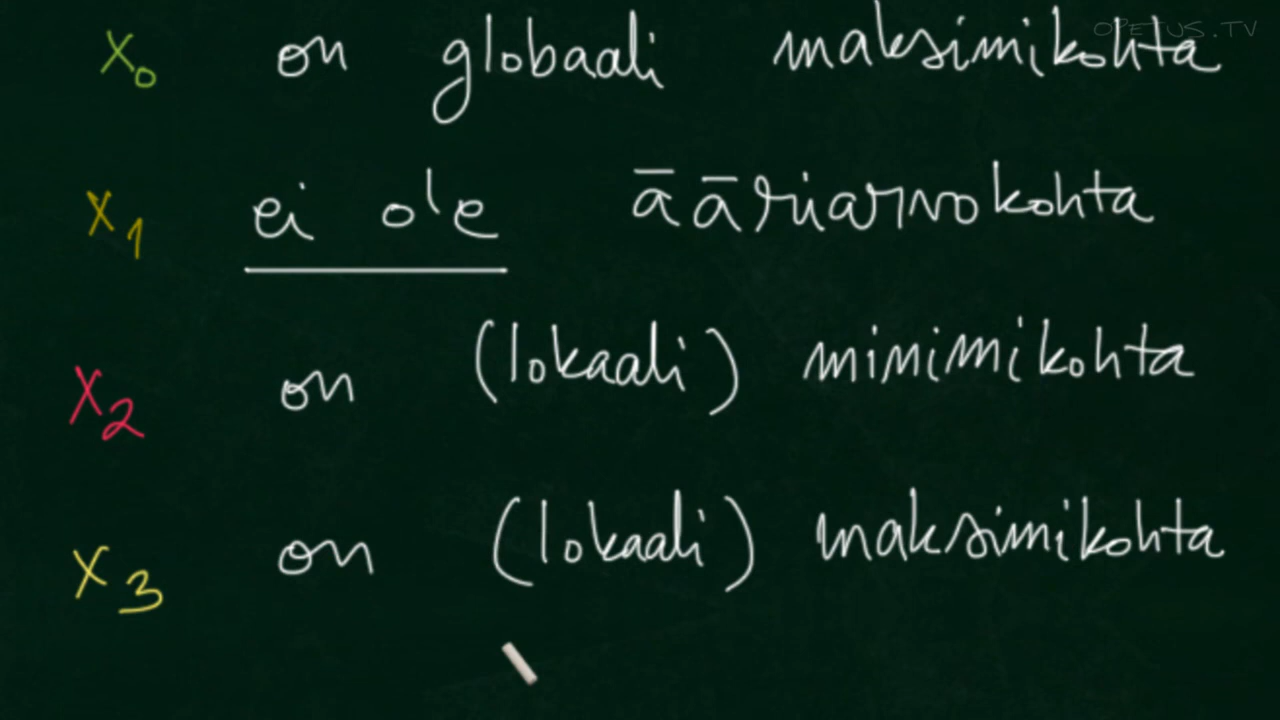 OPETUS.TV
x₀ on globaali maksimikohta
x₁ ei ole ääriarvokohta
x₂ on (lokaali) minimikohta
x₃ on (lokaali) maksimikohta